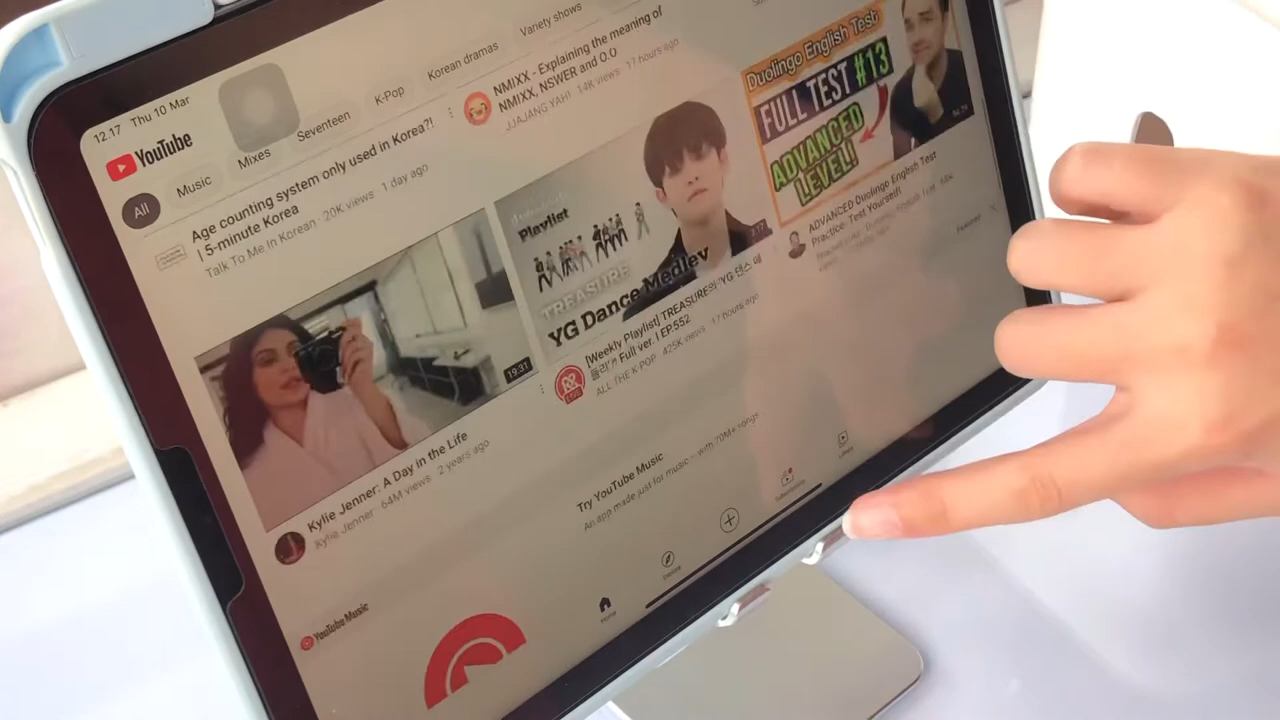 12.17 Thu 10 Mar
YouTube
All
Music
Mixes
Seventeen
K-Pop
Korean dramas
Variety shows
Age counting system only used in Korea?!
| 5-minute Korea
Talk To Me In Korean · 20K views · 1 day ago
NMIXX - Explaining the meaning of
NMIXX, NSWER and O.O
JJAJANG YAH! 14K views · 17 hours ago
Duolingo English Test
FULL TEST #13
ADVANCED
LEVEL!
ADVANCED Duolingo English Test
Practice. Test Yourself!
19:31
Kylie Jenner: A Day in the Life
Kylie Jenner · 64M views · 2 years ago
Playlist
TREASURE
YG Dance Medley
[Weekly Playlist] TREASURE의 'YG 댄스 메
들리'♬ Full ver. | EP.552
ALL THE K-POP · 425K views · 17 hours ago
YouTube Music
Try YouTube Music
An app made just for music – with 70M+ songs
Home
Explore
Subscriptions
Library